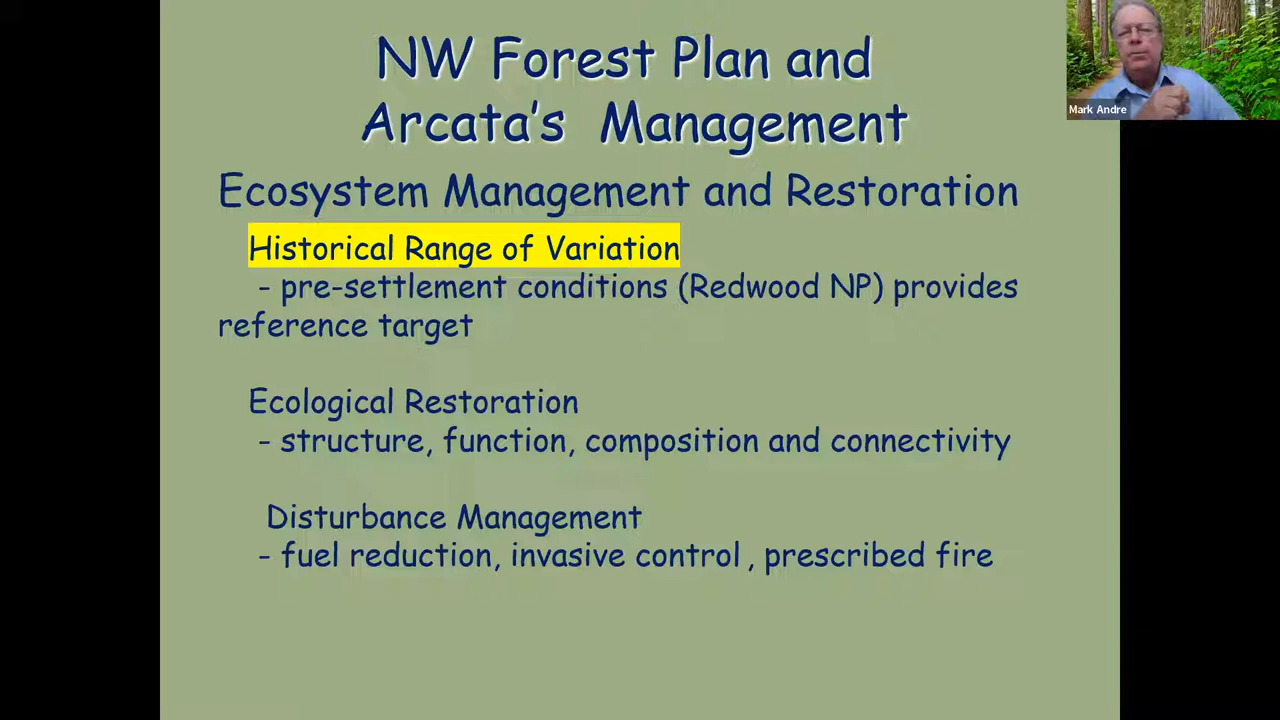 NW Forest Plan and
Arcata's Management
Mark Andre
Ecosystem Management and Restoration
Historical Range of Variation
- pre-settlement conditions (Redwood NP) provides
reference target
Ecological Restoration
- structure, function, composition and connectivity
Disturbance Management
- fuel reduction, invasive control , prescribed fire